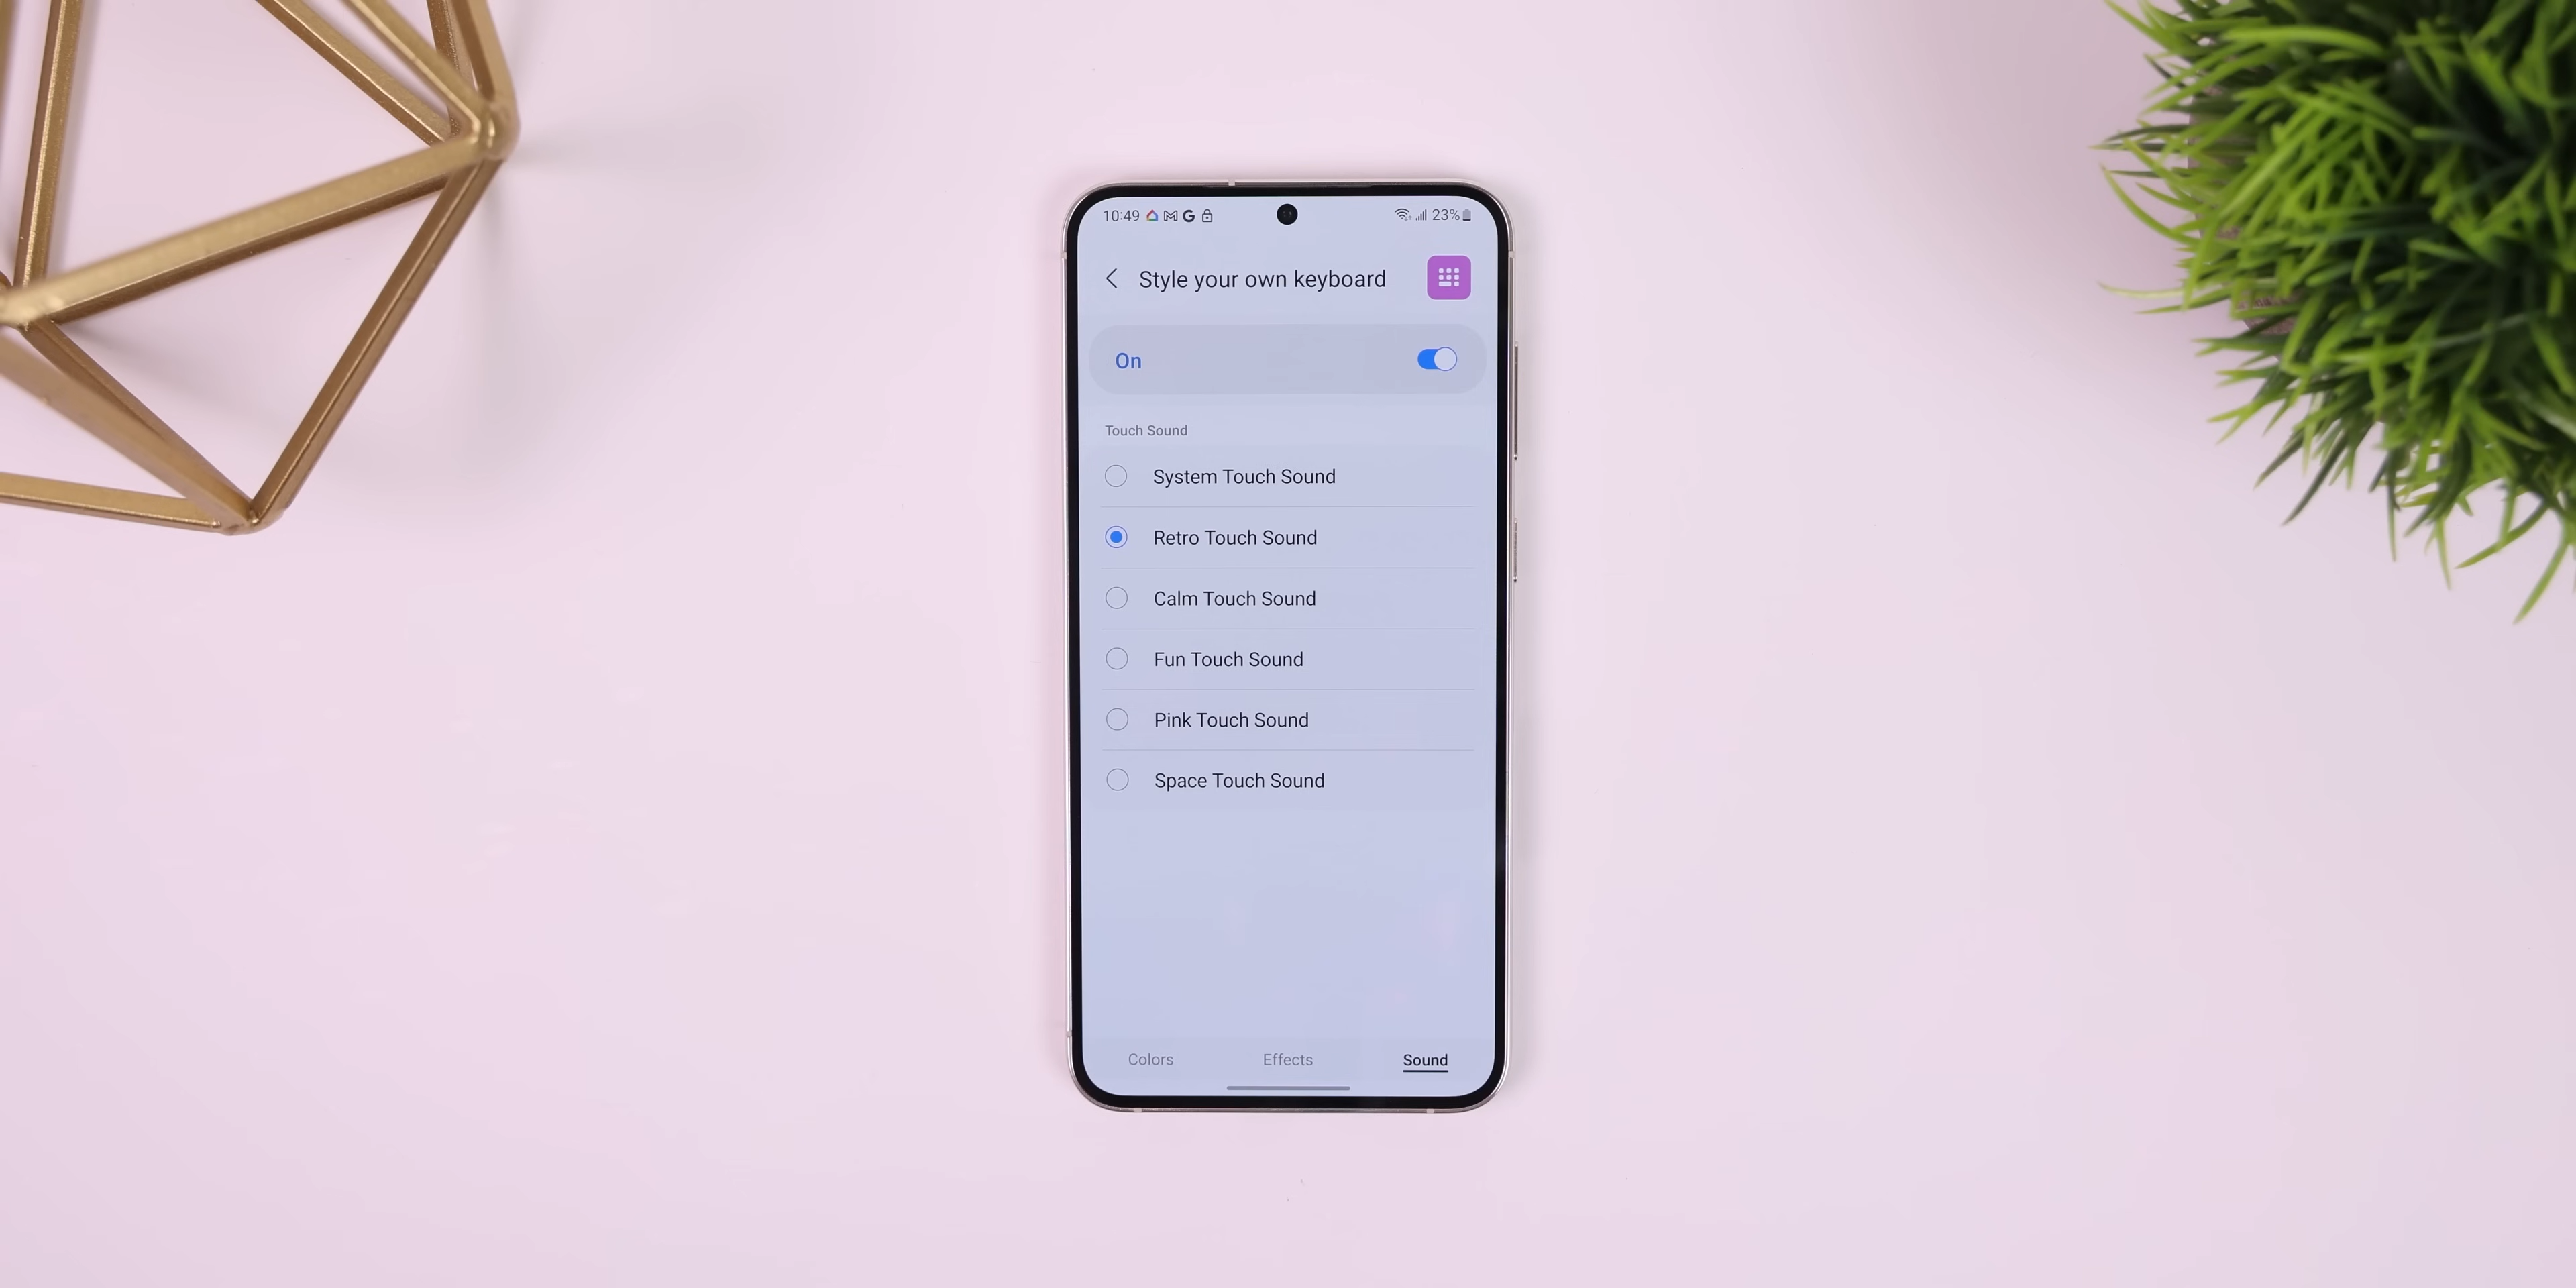 10:49
23%
Style your own keyboard
On
Touch Sound
System Touch Sound
Retro Touch Sound
Calm Touch Sound
Fun Touch Sound
Pink Touch Sound
Space Touch Sound
Colors Effects Sound